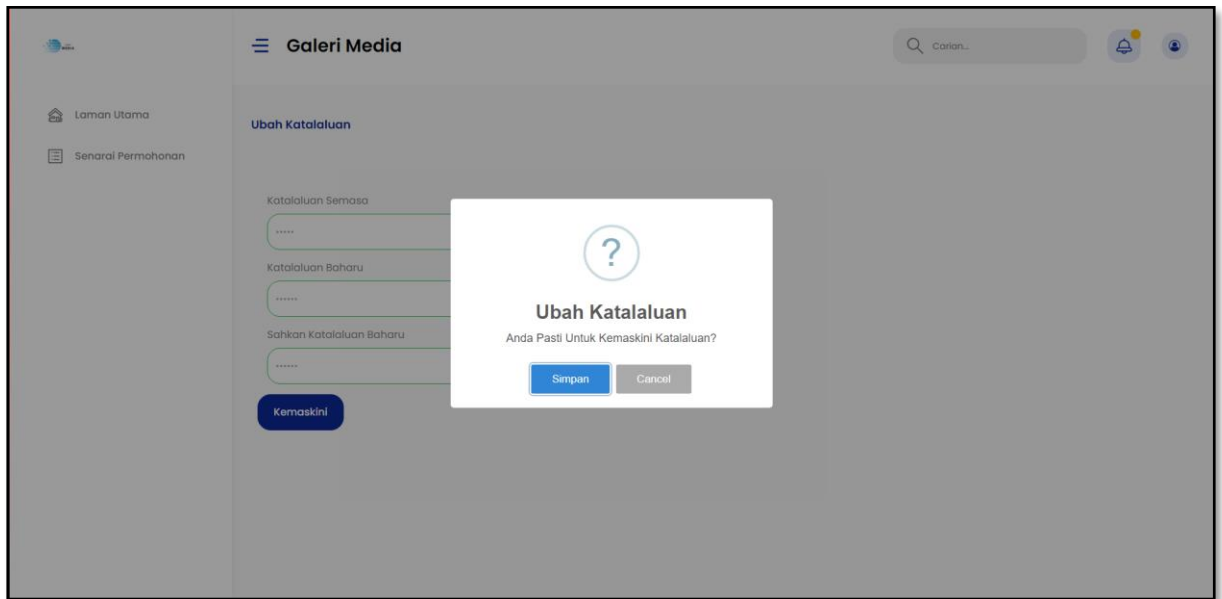 Galeri Media
Carian...
Laman Utama
Senarai Permohonan
Ubah Katalaluan
Katalaluan Semasa
•••••
Katalaluan Baharu
••••••
Sahkan Katalaluan Baharu
••••••
Kemaskini
?
Ubah Katalaluan
Anda Pasti Untuk Kemaskini Katalaluan?
Simpan
Cancel